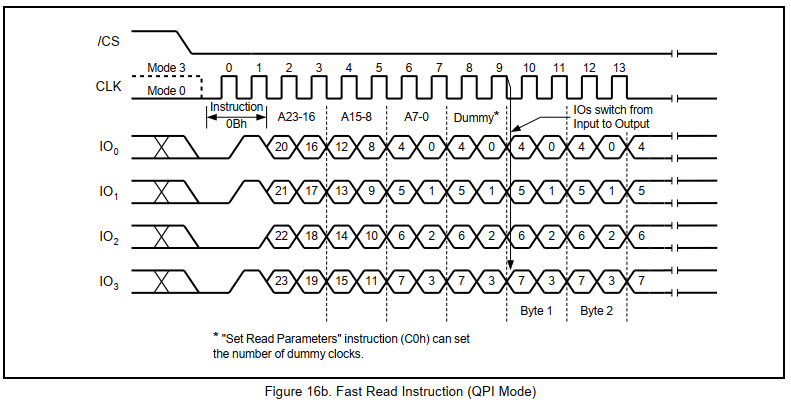 /CS
Mode 3 0 1 2 3 4 5 6 7 8 9 10 11 12 13
CLK
Mode 0
Instruction
0Bh
A23-16 A15-8 A7-0 Dummy*
IOs switch from
Input to Output
IO0 20 16 12 8 4 0 4 0 4 0 4 0 4
IO1 21 17 13 9 5 1 5 1 5 1 5 1 5
IO2 22 18 14 10 6 2 6 2 6 2 6 2 6
IO3 23 19 15 11 7 3 7 3 7 3 7 3 7
Byte 1 Byte 2
* "Set Read Parameters" instruction (C0h) can set
the number of dummy clocks.
Figure 16b. Fast Read Instruction (QPI Mode)